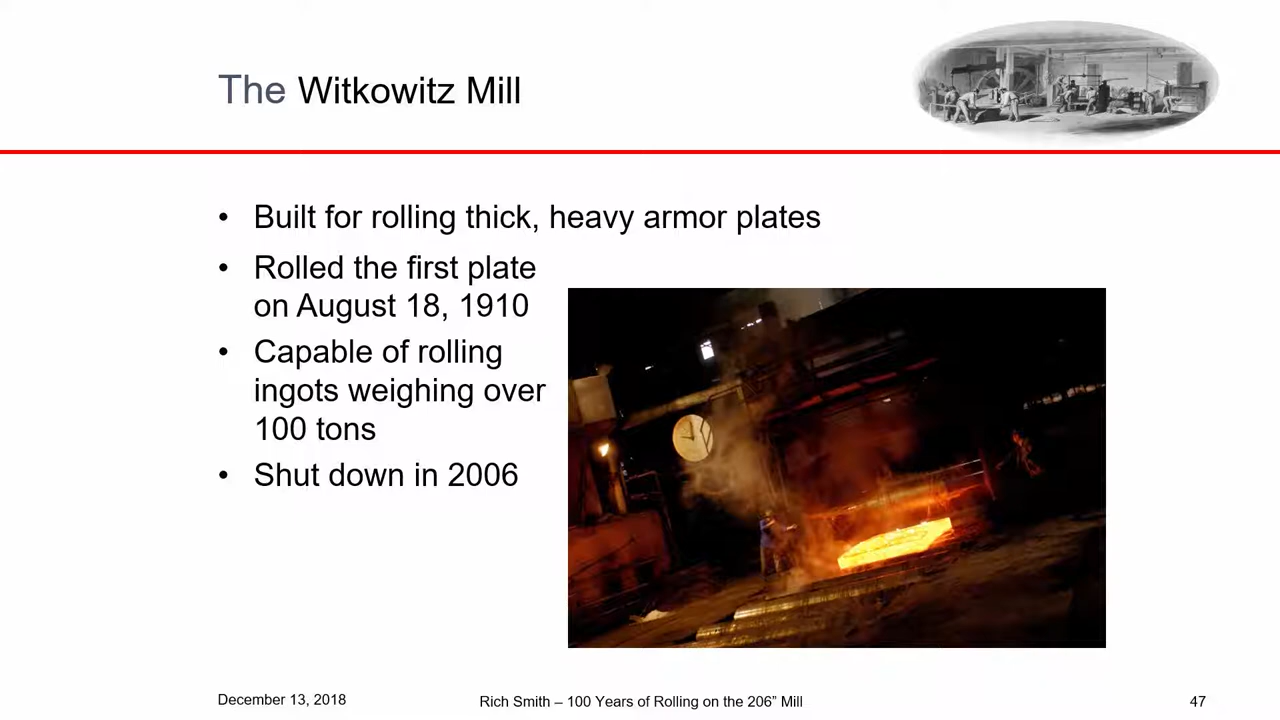 The Witkowitz Mill
• Built for rolling thick, heavy armor plates
• Rolled the first plate
on August 18, 1910
• Capable of rolling
ingots weighing over
100 tons
• Shut down in 2006
December 13, 2018
Rich Smith – 100 Years of Rolling on the 206” Mill
47